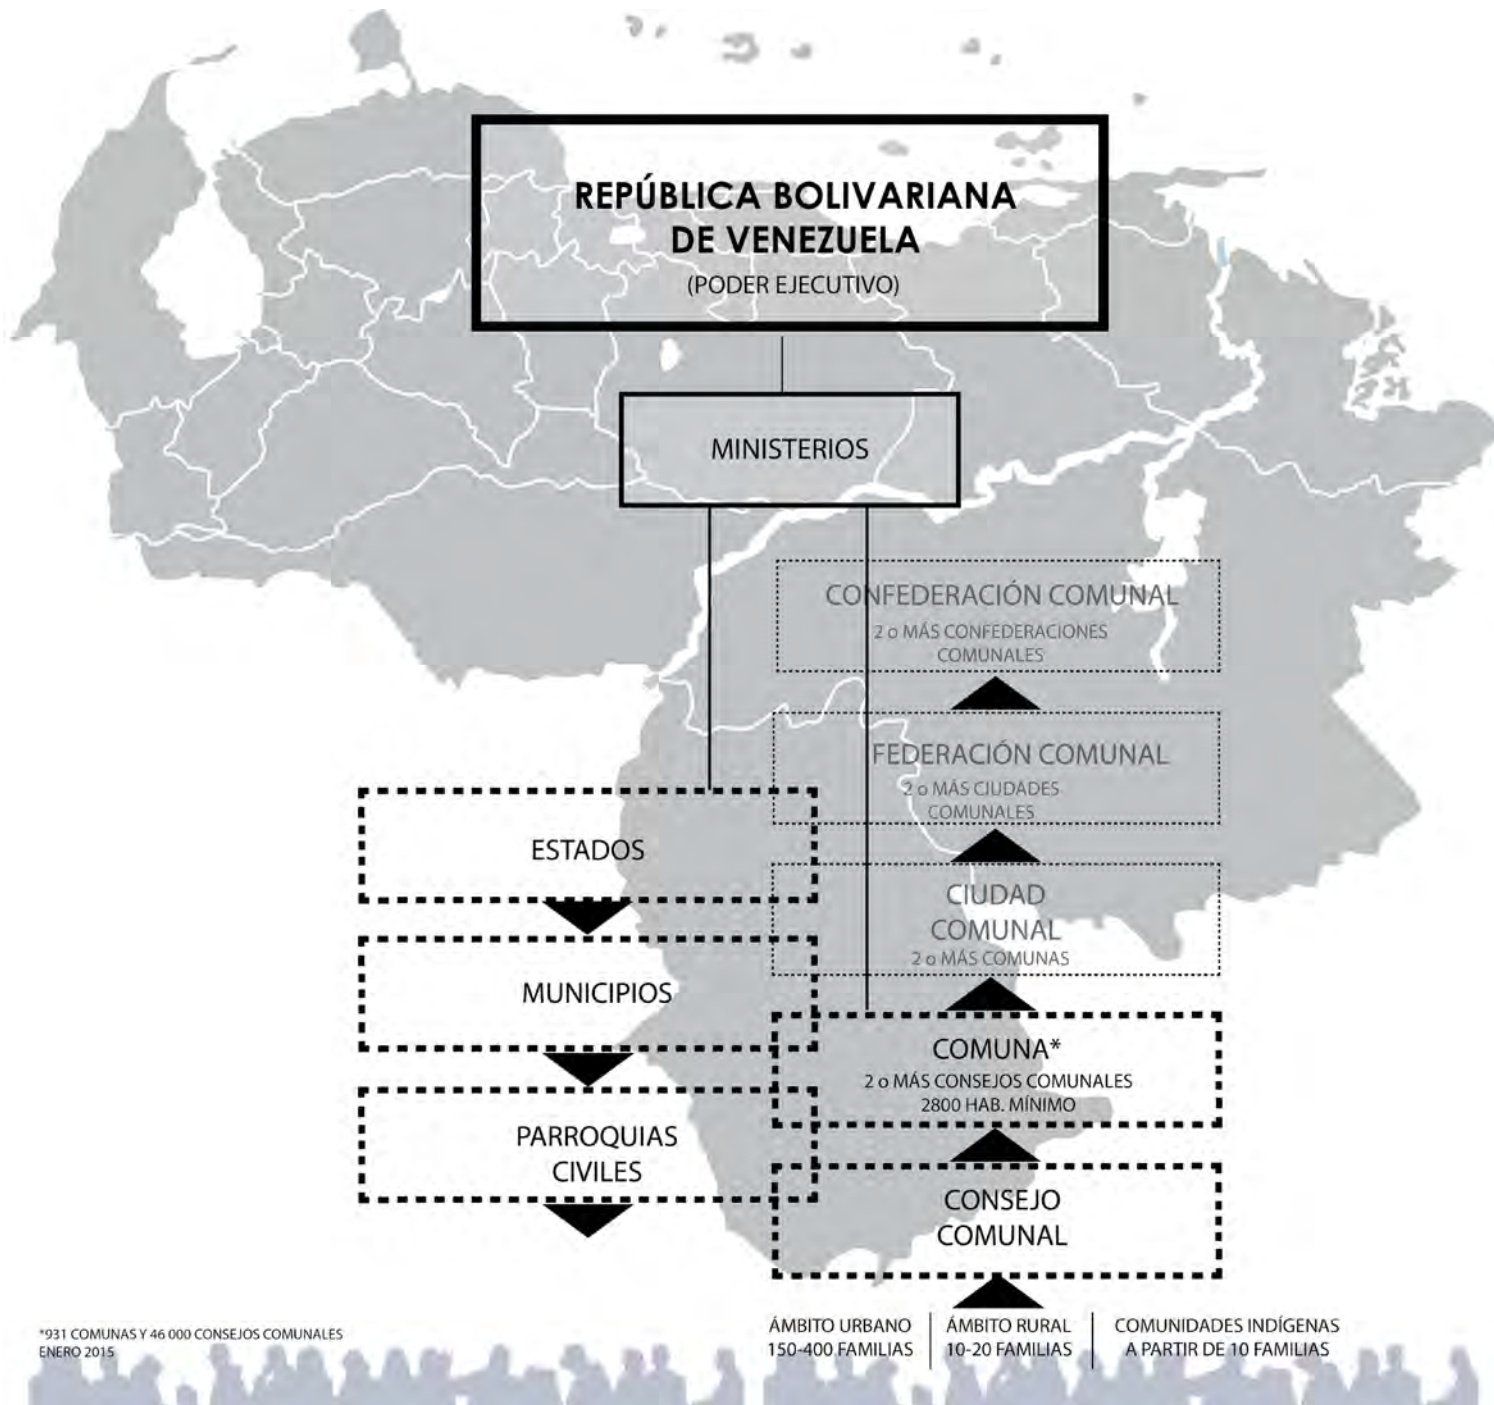 REPÚBLICA BOLIVARIANA
DE VENEZUELA
(PODER EJECUTIVO)
MINISTERIOS
CONFEDERACIÓN COMUNAL
2 o MÁS CONFEDERACIONES
COMUNALES
FEDERACIÓN COMUNAL
2 o MÁS CIUDADES
COMUNALES
ESTADOS
CIUDAD
COMUNAL
2 o MÁS COMUNAS
MUNICIPIOS
COMUNA*
2 o MÁS CONSEJOS COMUNALES
2800 HAB. MÍNIMO
PARROQUIAS
CIVILES
CONSEJO
COMUNAL
*931 COMUNAS Y 46 000 CONSEJOS COMUNALES
ENERO 2015
ÁMBITO URBANO
150-400 FAMILIAS
ÁMBITO RURAL
10-20 FAMILIAS
COMUNIDADES INDÍGENAS
A PARTIR DE 10 FAMILIAS